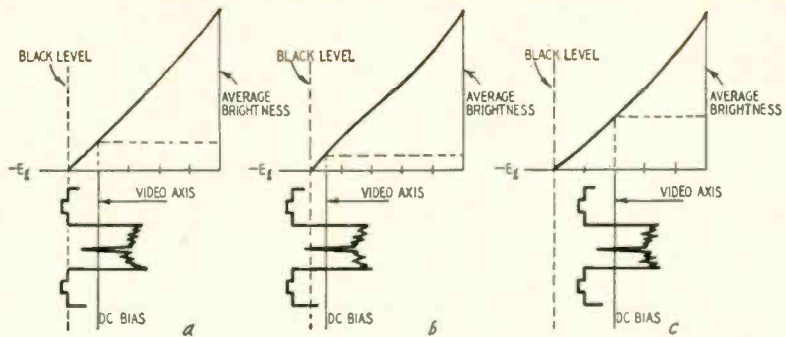 BLACK LEVEL
AVERAGE
BRIGHTNESS
-Eg
VIDEO AXIS
DC BIAS
a
BLACK LEVEL
AVERAGE
BRIGHTNESS
-Eg
VIDEO AXIS
DC BIAS
b
BLACK LEVEL
AVERAGE
BRIGHTNESS
-Eg
VIDEO AXIS
DC BIAS
c